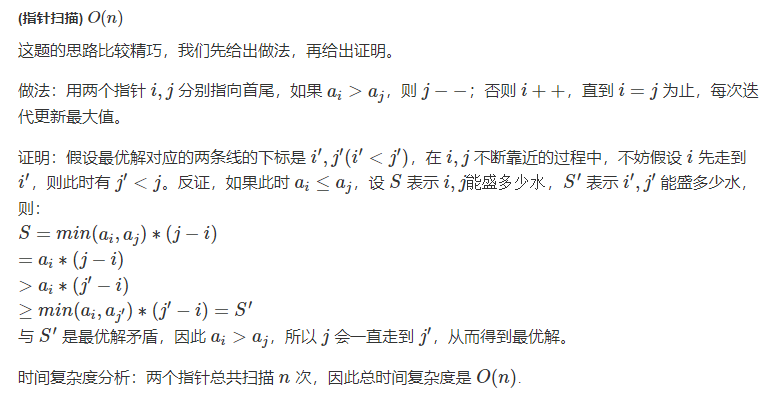 (指针扫描) O(n)
这题的思路比较精巧，我们先给出做法，再给出证明。
做法：用两个指针 i, j 分别指向首尾，如果 a_i > a_j，则 j − −；否则 i + +，直到 i = j 为止，每次迭
代更新最大值。
证明：假设最优解对应的两条线的下标是 i′, j′(i′ < j′)，在 i, j 不断靠近的过程中，不妨假设 i 先走到
i′，则此时有 j′ < j。反证，如果此时 a_i ≤ a_j，设 S 表示 i, j能盛多少水，S′ 表示 i′, j′ 能盛多少水，
则：
S = min(a_i, a_j) ∗ (j − i)
= a_i ∗ (j − i)
> a_i ∗ (j′ − i)
≥ min(a_i, a_j′) ∗ (j′ − i) = S′
与 S′ 是最优解矛盾，因此 a_i > a_j，所以 j 会一直走到 j′，从而得到最优解。
时间复杂度分析：两个指针总共扫描 n 次，因此总时间复杂度是 O(n).